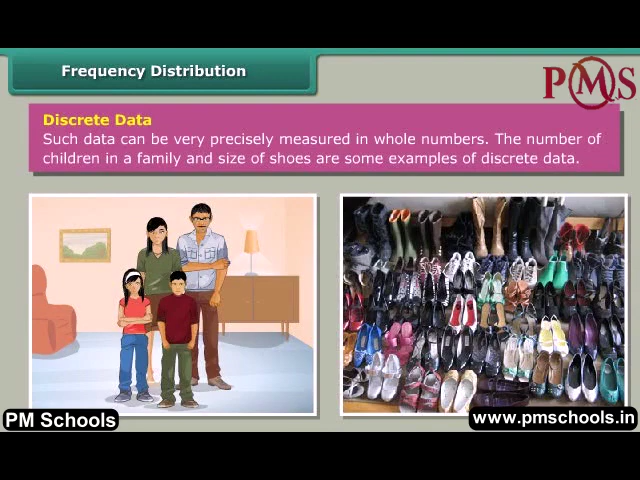 Frequency Distribution
PMS
Discrete Data
Such data can be very precisely measured in whole numbers. The number of
children in a family and size of shoes are some examples of discrete data.
PM Schools
www.pmschools.in